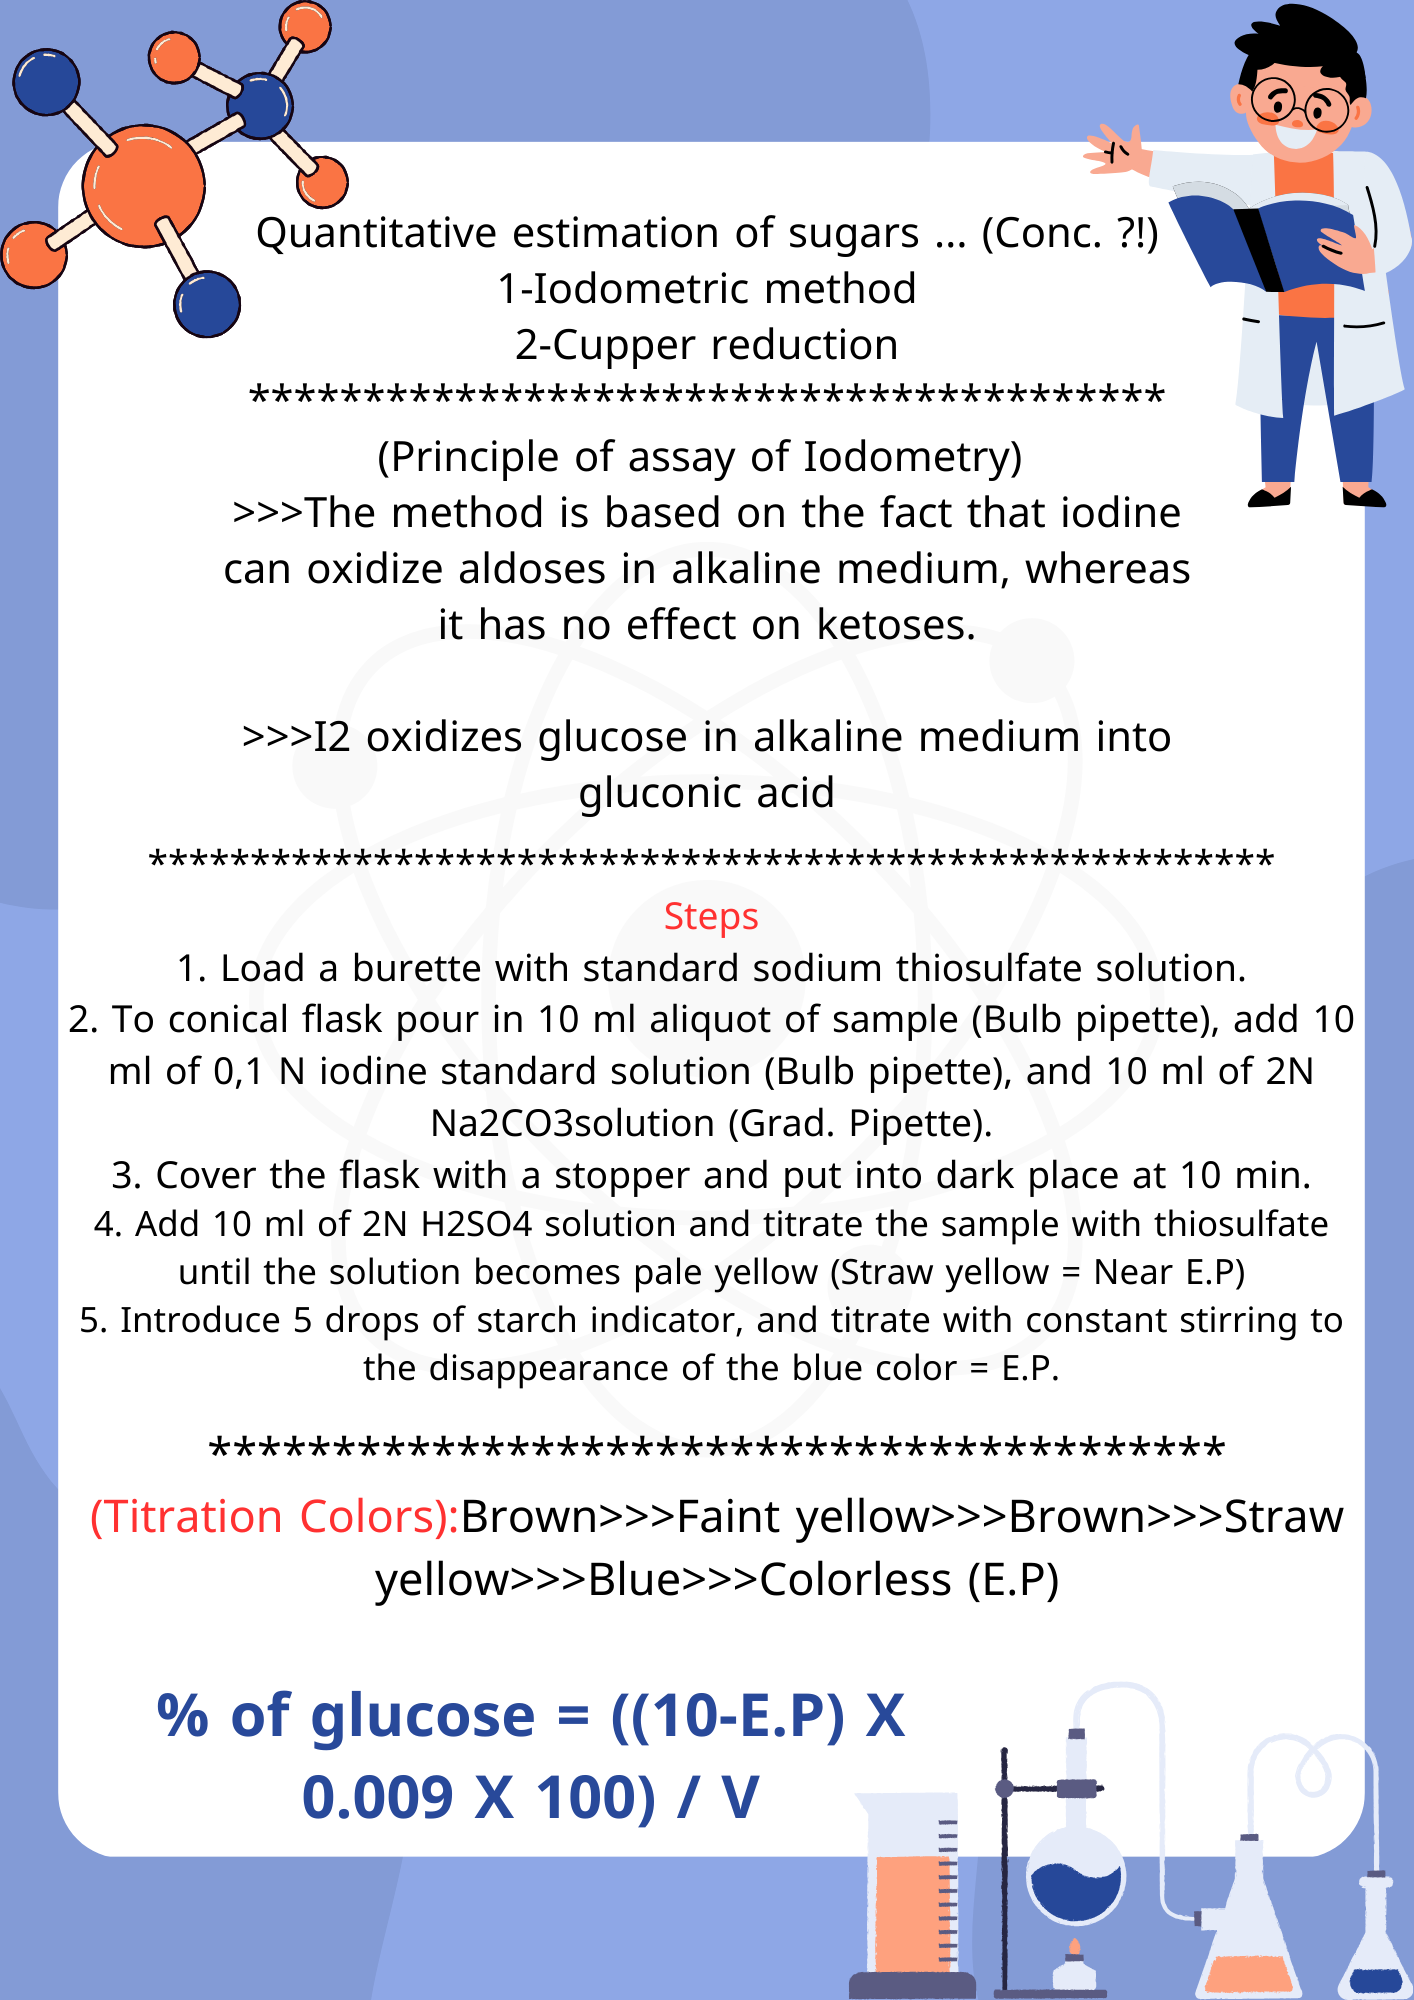 Quantitative estimation of sugars ... (Conc. ?!)
1-Iodometric method
2-Cupper reduction
****************************************
(Principle of assay of Iodometry)
>>>The method is based on the fact that iodine
can oxidize aldoses in alkaline medium, whereas
it has no effect on ketoses.
>>>I2 oxidizes glucose in alkaline medium into
gluconic acid
*******************************************************
Steps
1. Load a burette with standard sodium thiosulfate solution.
2. To conical flask pour in 10 ml aliquot of sample (Bulb pipette), add 10
ml of 0,1 N iodine standard solution (Bulb pipette), and 10 ml of 2N
Na2CO3solution (Grad. Pipette).
3. Cover the flask with a stopper and put into dark place at 10 min.
4. Add 10 ml of 2N H2SO4 solution and titrate the sample with thiosulfate
until the solution becomes pale yellow (Straw yellow = Near E.P)
5. Introduce 5 drops of starch indicator, and titrate with constant stirring to
the disappearance of the blue color = E.P.
*****************************************
(Titration Colors):Brown>>>Faint yellow>>>Brown>>>Straw
yellow>>>Blue>>>Colorless (E.P)
% of glucose = ((10-E.P) X
0.009 X 100) / V